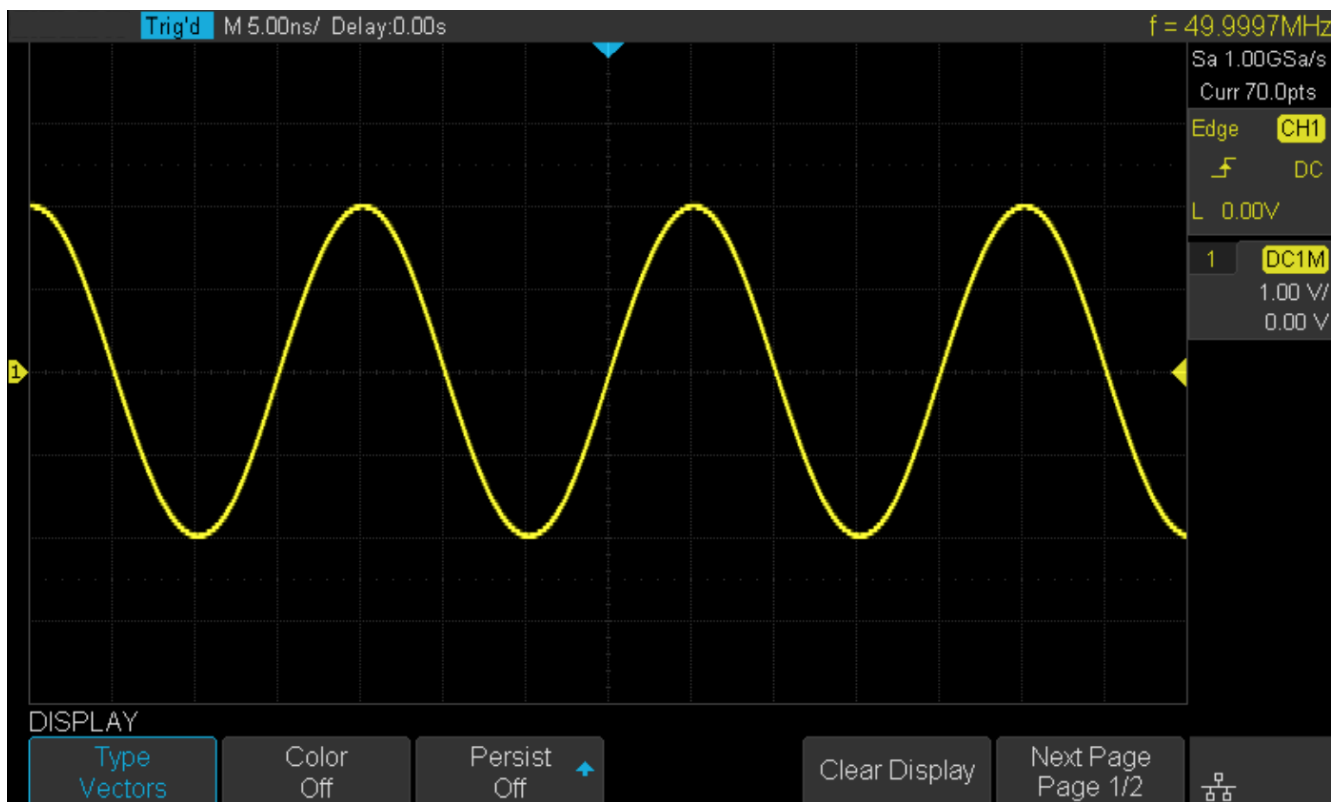 Trig'd M 5.00ns/ Delay:0.00s f = 49.9997MHz
Sa 1.00GSa/s
Curr 70.0pts
Edge CH1
DC
L 0.00V
1 DC1M
1.00 V/
0.00 V
1
DISPLAY
Type Color Persist Clear Display Next Page
Vectors Off Off Page 1/2